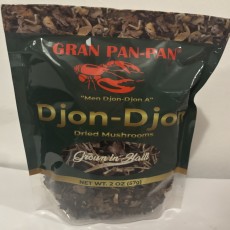 "GRAN PAN-PAN"
"Men Djon-Djon A"
Djon-Djon
Dried Mushrooms
Grown in Haiti
NET WT. 2 OZ (57g)